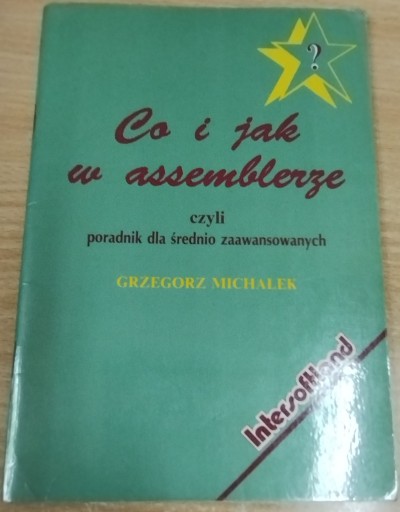 ?
Co i jak
w assemblerze
czyli
poradnik dla średnio zaawansowanych
GRZEGORZ MICHAŁEK
Intersoftland